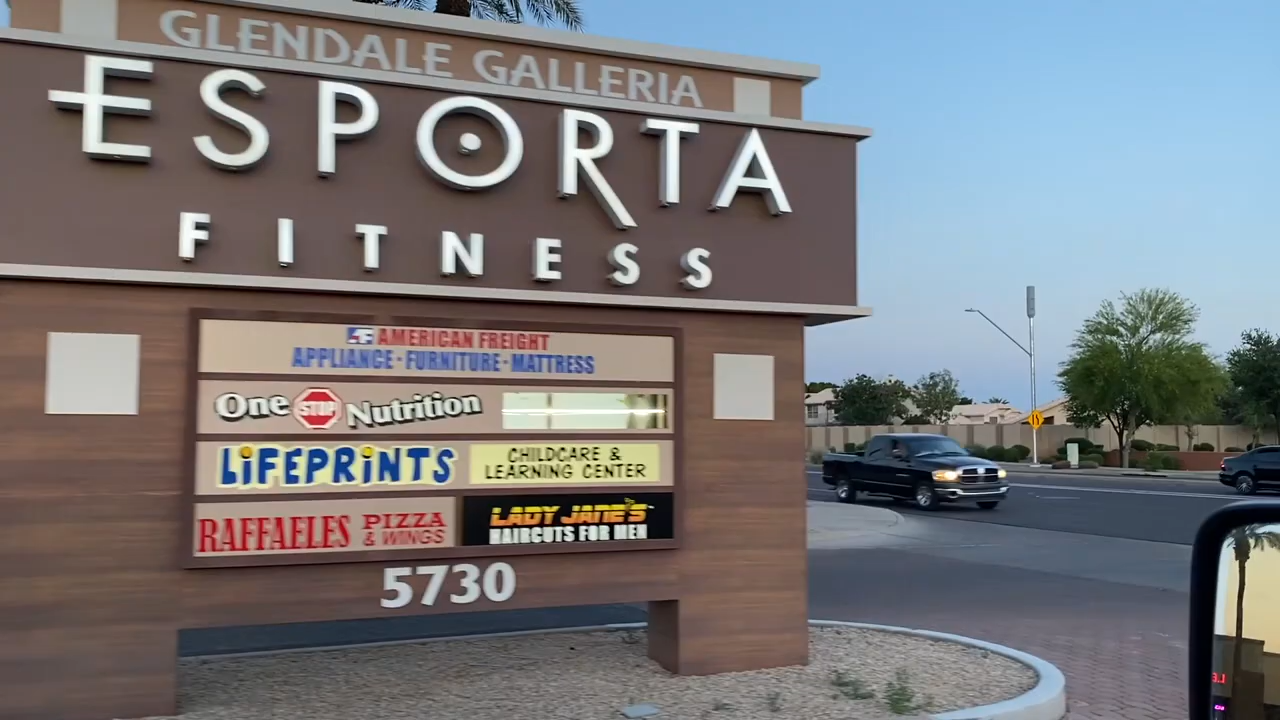 GLENDALE GALLERIA
ESPORTA
FITNESS
AF AMERICAN FREIGHT
APPLIANCE · FURNITURE · MATTRESS
One STOP Nutrition
LiFEPRiNTS
CHILDCARE &
LEARNING CENTER
RAFFAELES PIZZA
& WINGS
LADY JANE'S
HAIRCUTS FOR MEN
5730